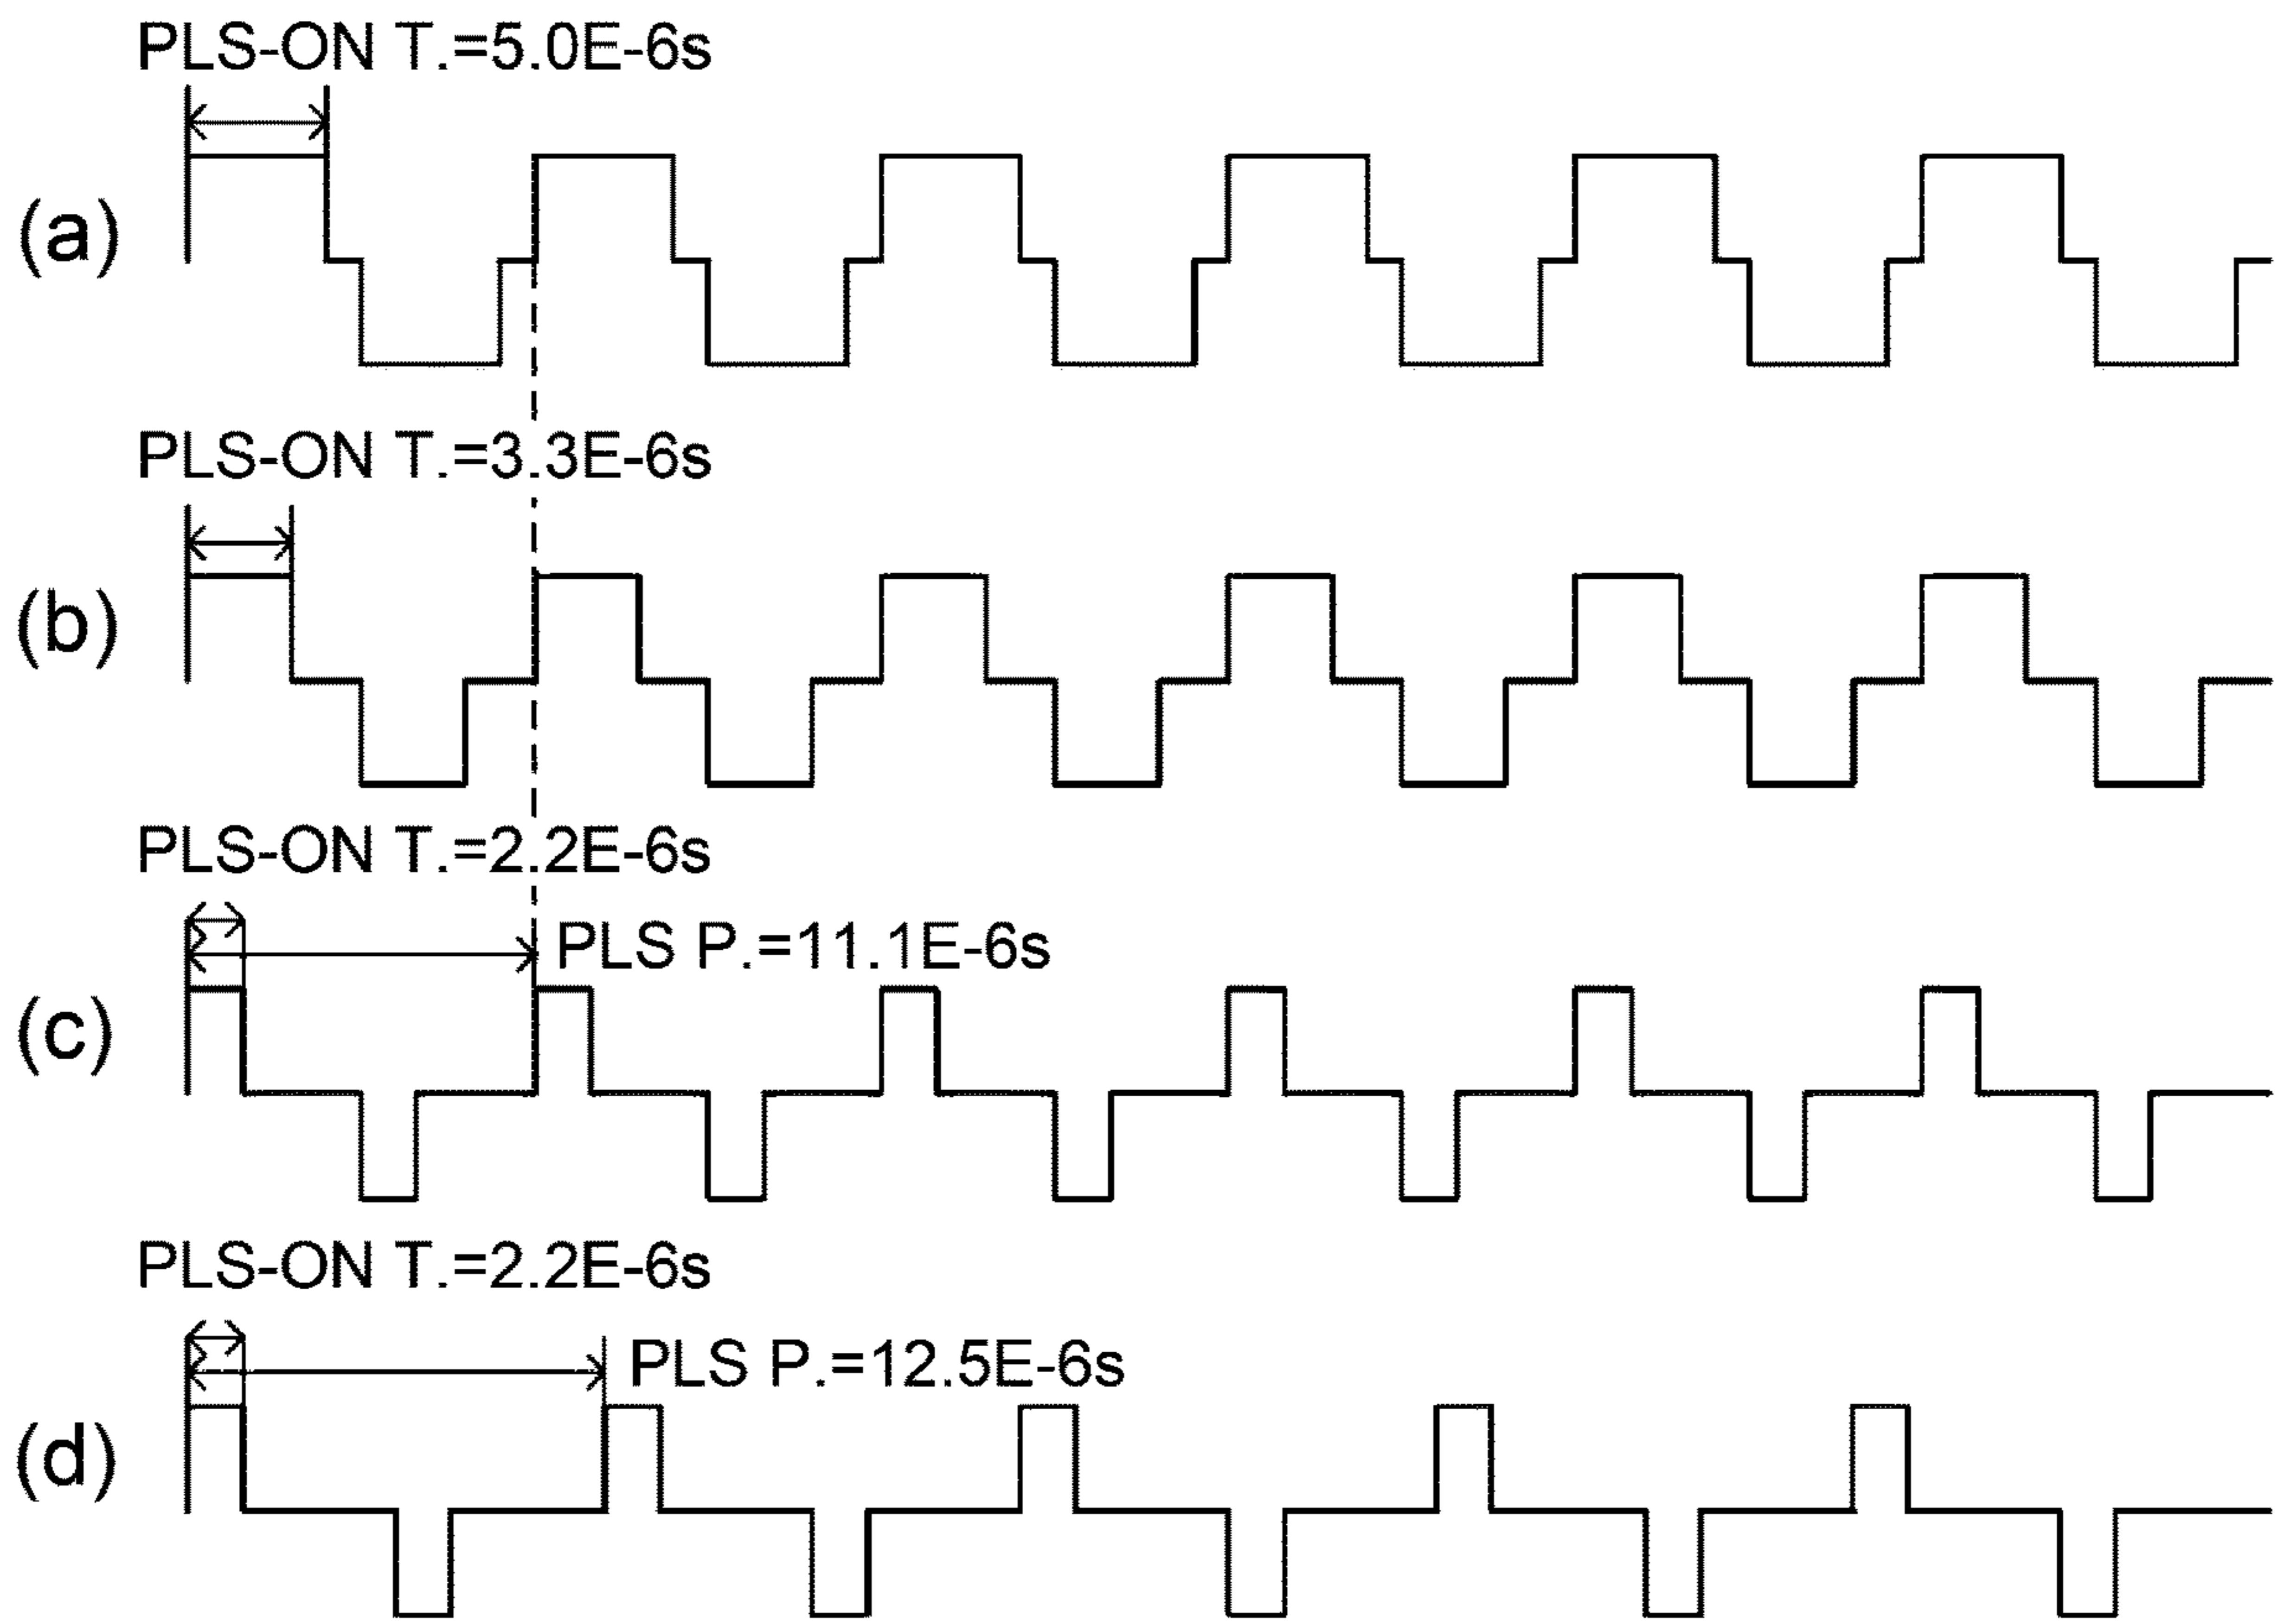 PLS-ON T.=5.0E-6s
(a)
PLS-ON T.=3.3E-6s
(b)
PLS-ON T.=2.2E-6s
PLS P.=11.1E-6s
(c)
PLS-ON T.=2.2E-6s
PLS P.=12.5E-6s
(d)